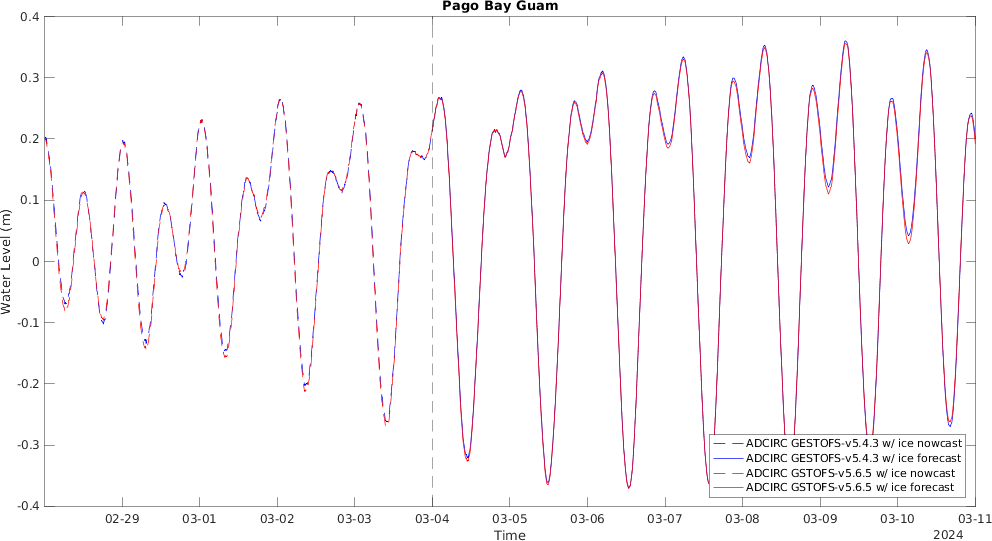 Pago Bay Guam
0.4
0.3
0.2
0.1
0
-0.1
-0.2
-0.3
-0.4
Water Level (m)
02-29 03-01 03-02 03-03 03-04 03-05 03-06 03-07 03-08 03-09 03-10 03-11
Time
2024
ADCIRC GESTOFS-v5.4.3 w/ ice nowcast
ADCIRC GESTOFS-v5.4.3 w/ ice forecast
ADCIRC GSTOFS-v5.6.5 w/ ice nowcast
ADCIRC GSTOFS-v5.6.5 w/ ice forecast